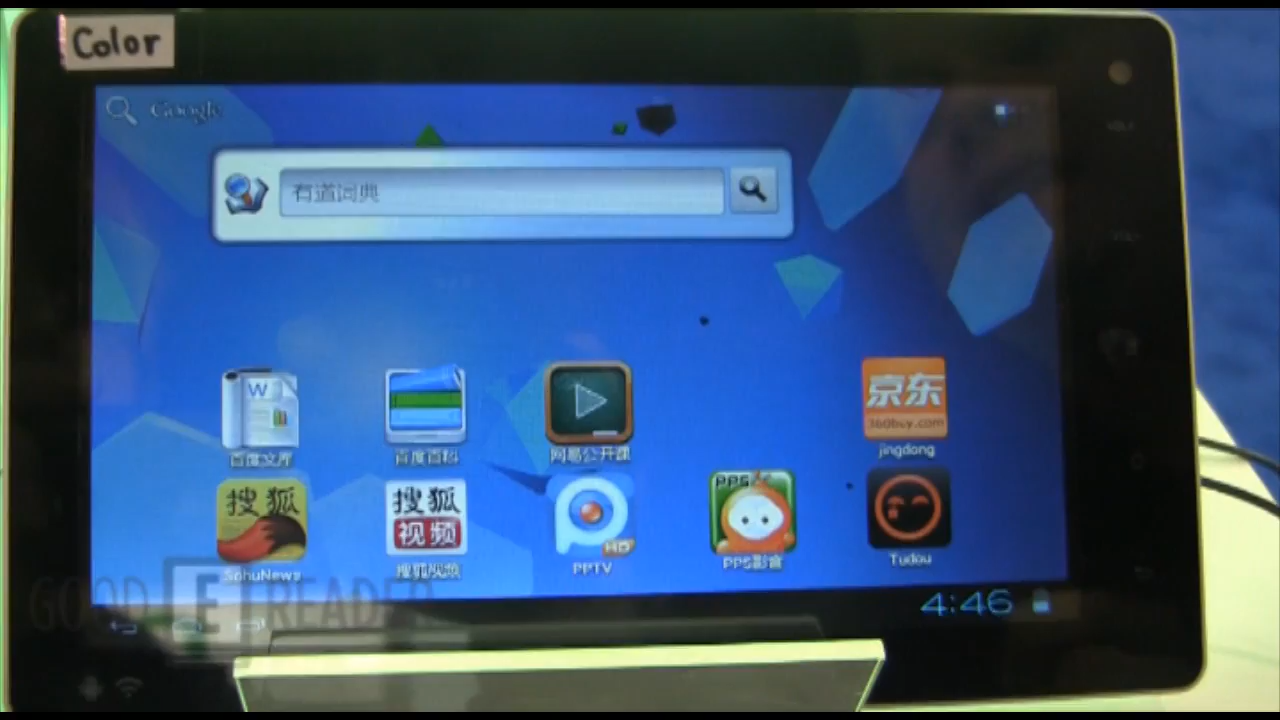 Color
Google
有道词典
W
京东
360buy.com
百度文库
百度百科
网易公开课
jingdong
搜狐
搜狐
视频
PPS
HD
SohuNews
搜狐视频
PPTV
PPS影音
Tudou
GOOD E READER
4:46